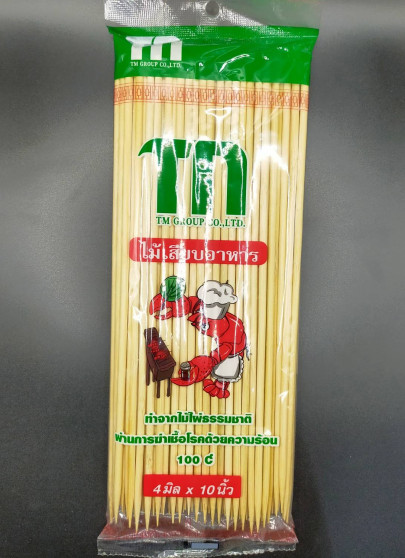 TM
TM GROUP CO.,LTD.
TM
TM GROUP CO.,LTD.
ไม้เสียบอาหาร
ทำจากไม้ไผ่ธรรมชาติ
ผ่านการฆ่าเชื้อโรคด้วยความร้อน
100 C
4 มิล x 10 นิ้ว